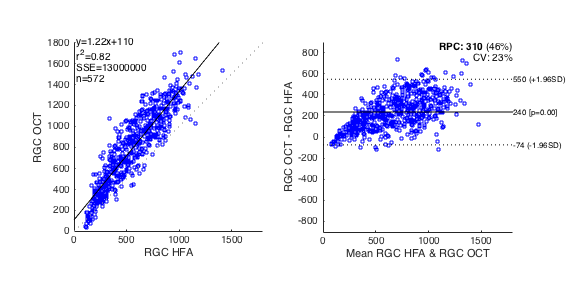 y=1.22x+110
r²=0.82
SSE=13000000
n=572
1800
1600
1400
1200
1000
800
600
400
200
0
RGC OCT
0 500 1000 1500
RGC HFA
RPC: 310 (46%)
CV: 23%
800
600
400
200
0
-200
-400
-600
-800
RGC OCT - RGC HFA
550 (+1.96SD)
240 [p=0.00]
-74 (-1.96SD)
0 500 1000 1500
Mean RGC HFA & RGC OCT